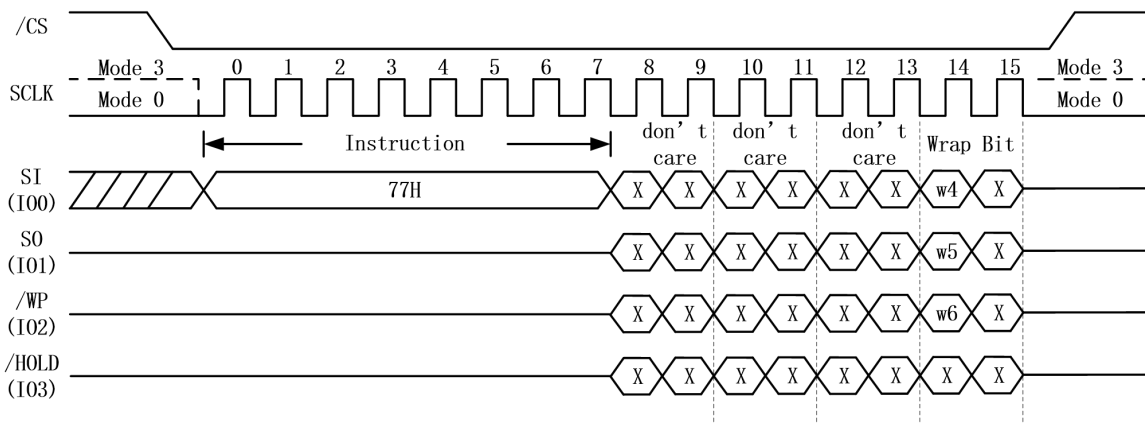 /CS
Mode 3 0 1 2 3 4 5 6 7 8 9 10 11 12 13 14 15 Mode 3
SCLK
Mode 0 Mode 0
Instruction don't care don't care don't care Wrap Bit
SI
(IO0) 77H X X X X X X w4 X
SO
(IO1) X X X X X X w5 X
/WP
(IO2) X X X X X X w6 X
/HOLD
(IO3) X X X X X X X X